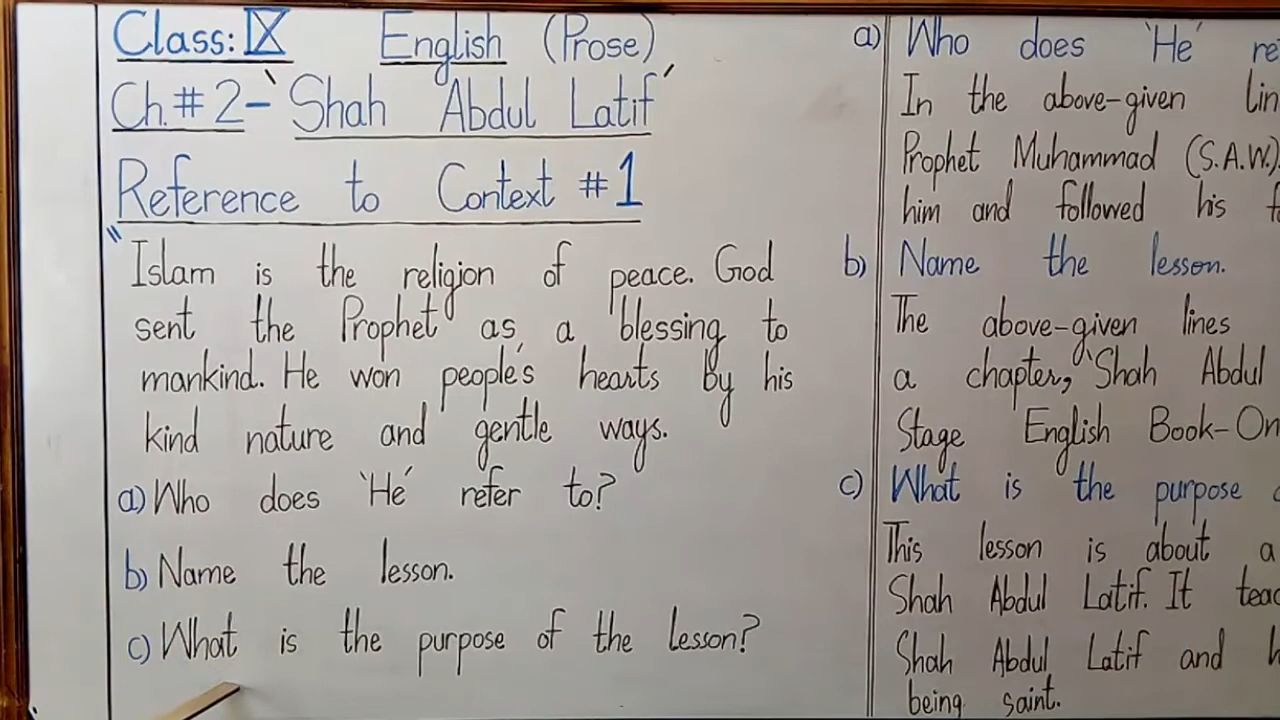 Class: IX English (Prose)
Ch. # 2 - 'Shah Abdul Latif'
Reference to Context # 1
"Islam is the religion of peace. God
sent the Prophet as a blessing to
mankind. He won people's hearts by his
kind nature and gentle ways.
a) Who does 'He' refer to?
b) Name the lesson.
c) What is the purpose of the lesson?
a) Who does 'He' re
In the above-given lin
Prophet Muhammad (S.A.W.)
him and followed his f
b) Name the lesson.
The above-given lines
a chapter, 'Shah Abdul
Stage English Book-On
c) What is the purpose
This lesson is about a
Shah Abdul Latif. It teac
Shah Abdul Latif and h
being saint.